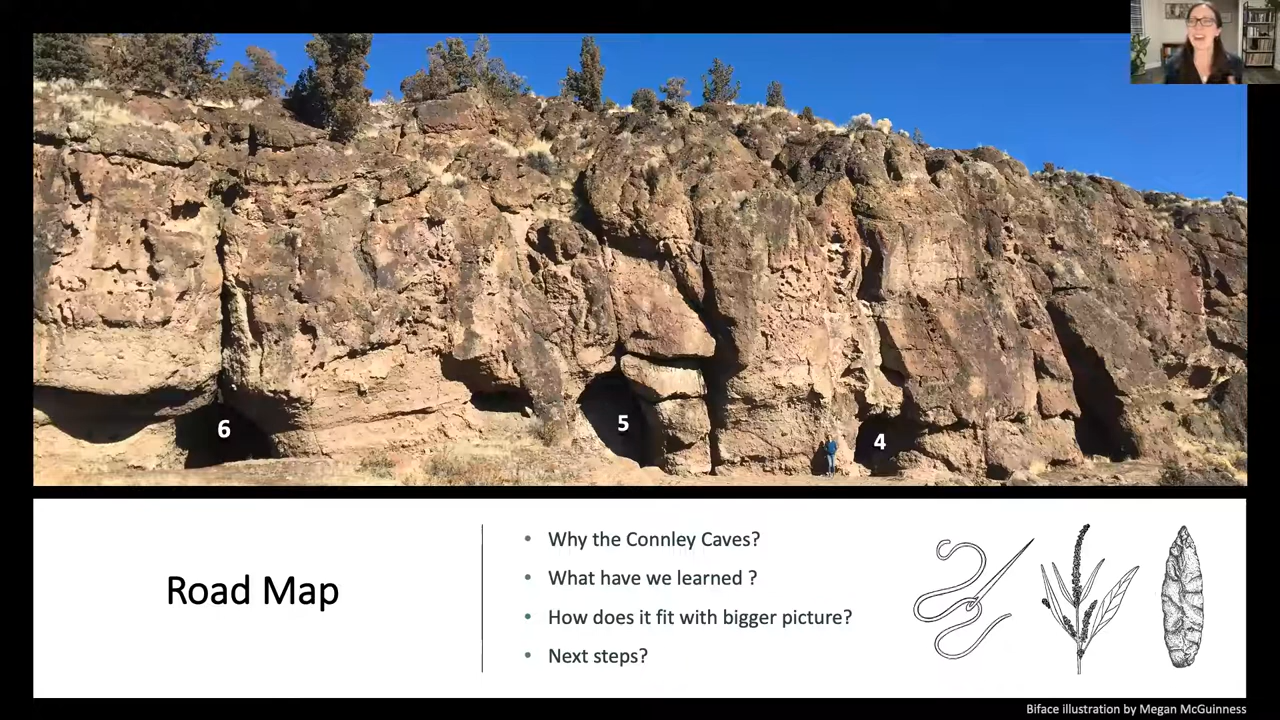 6
5
4
Road Map
• Why the Connley Caves?
• What have we learned ?
• How does it fit with bigger picture?
• Next steps?
Biface illustration by Megan McGuinness